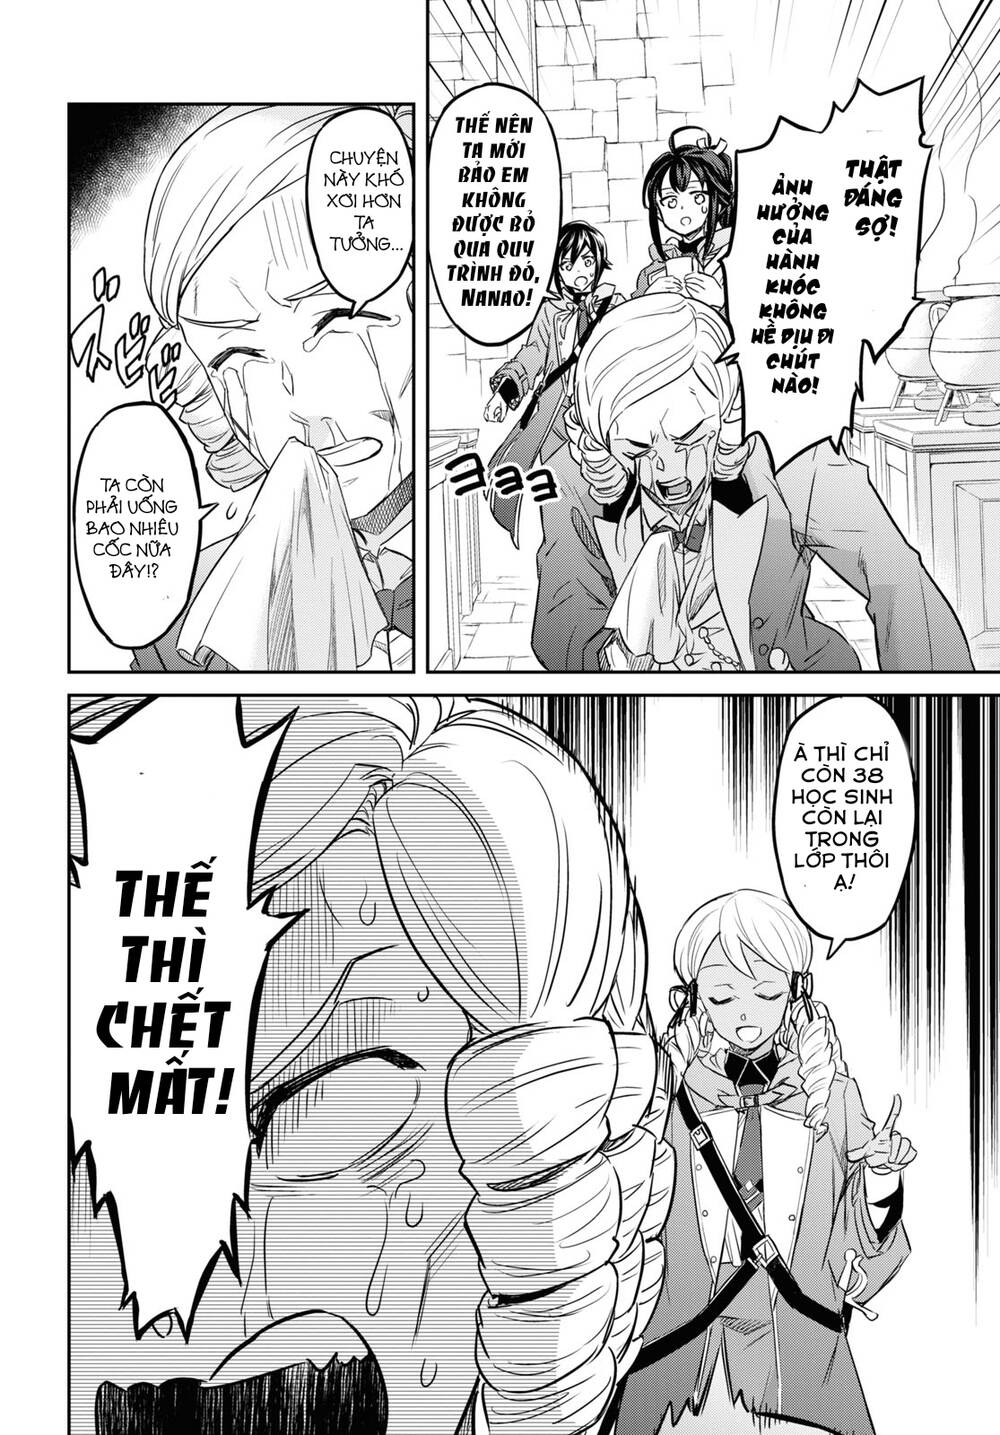 THẬT
ĐÁNG
SỢ!
ẢNH
HƯỞNG
CỦA
HÀNH
KHÓC
KHÔNG
HỀ DỊU ĐI
CHÚT
NÀO!
THẾ NÊN
TA MỚI
BẢO EM
KHÔNG
ĐƯỢC BỎ
QUA QUY
TRÌNH ĐÓ,
NANAO!
ヨヨヨ
CHUYỆN
NÀY KHÓ
XƠI HƠN
TA
TƯỞNG...
ズビビビ
TA CÒN
PHẢI UỐNG
BAO NHIÊU
CỐC NỮA
ĐÂY!?
À THÌ CHỈ
CÒN 38
HỌC SINH
CÒN LẠI
TRONG
LỚP THÔI
Ạ!
THẾ
THÌ
CHẾT
MẤT!